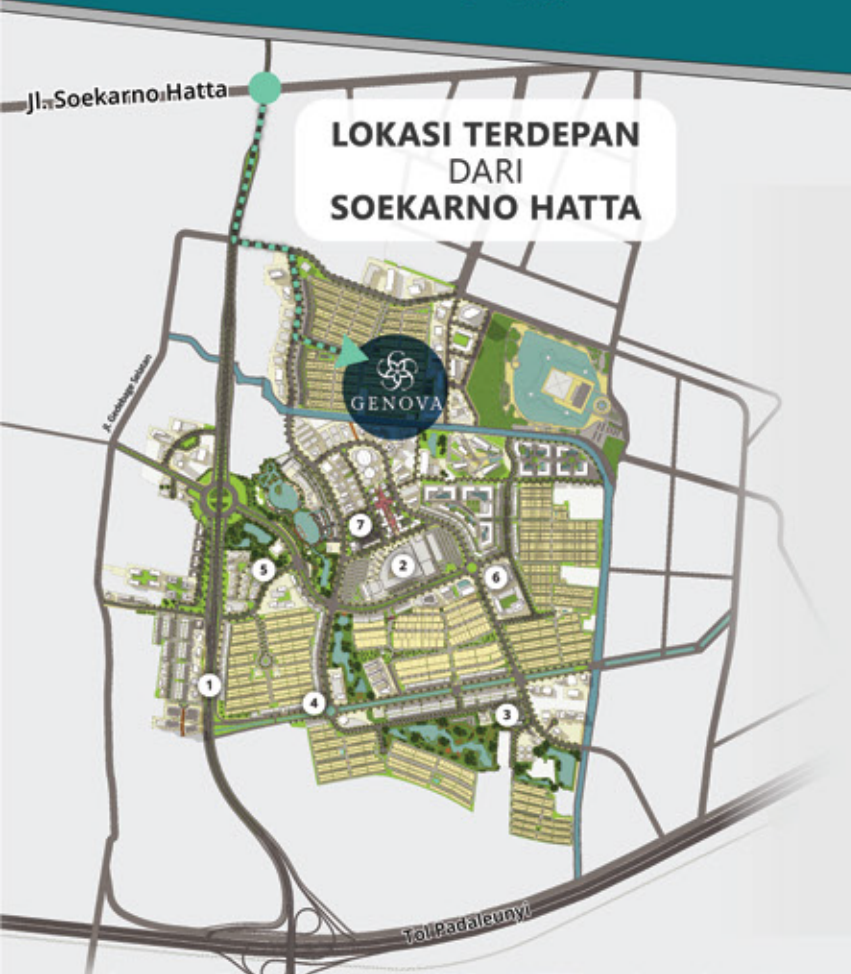 Jl. Soekarno Hatta
LOKASI TERDEPAN
DARI
SOEKARNO HATTA
Jl. Gedebage Selatan
GENOVA
7
2
5
6
1
4
3
Tol Padaleunyi